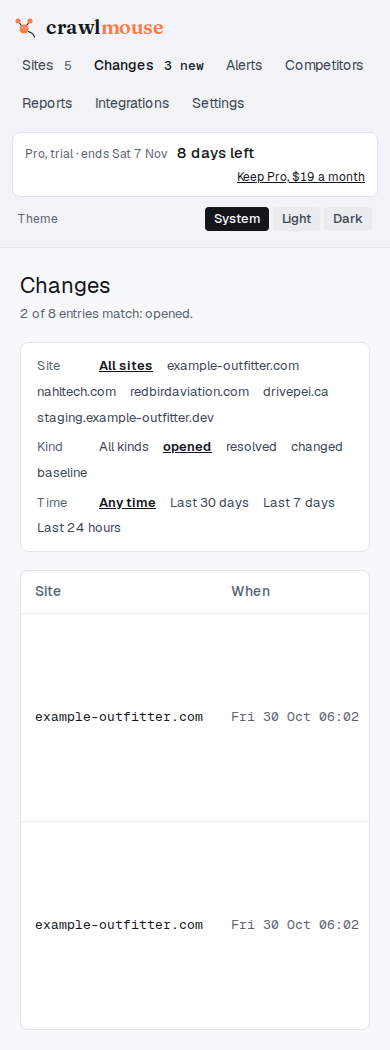 crawlmouse
Sites 5 Changes 3 new Alerts Competitors
Reports Integrations Settings
Pro, trial · ends Sat 7 Nov 8 days left
Keep Pro, $19 a month
Theme System Light Dark
Changes
2 of 8 entries match: opened.
Site All sites example-outfitter.com
nahltech.com redbirdaviation.com drivepei.ca
staging.example-outfitter.dev
Kind All kinds opened resolved changed
baseline
Time Any time Last 30 days Last 7 days
Last 24 hours
Site When
example-outfitter.com Fri 30 Oct 06:02
example-outfitter.com Fri 30 Oct 06:02